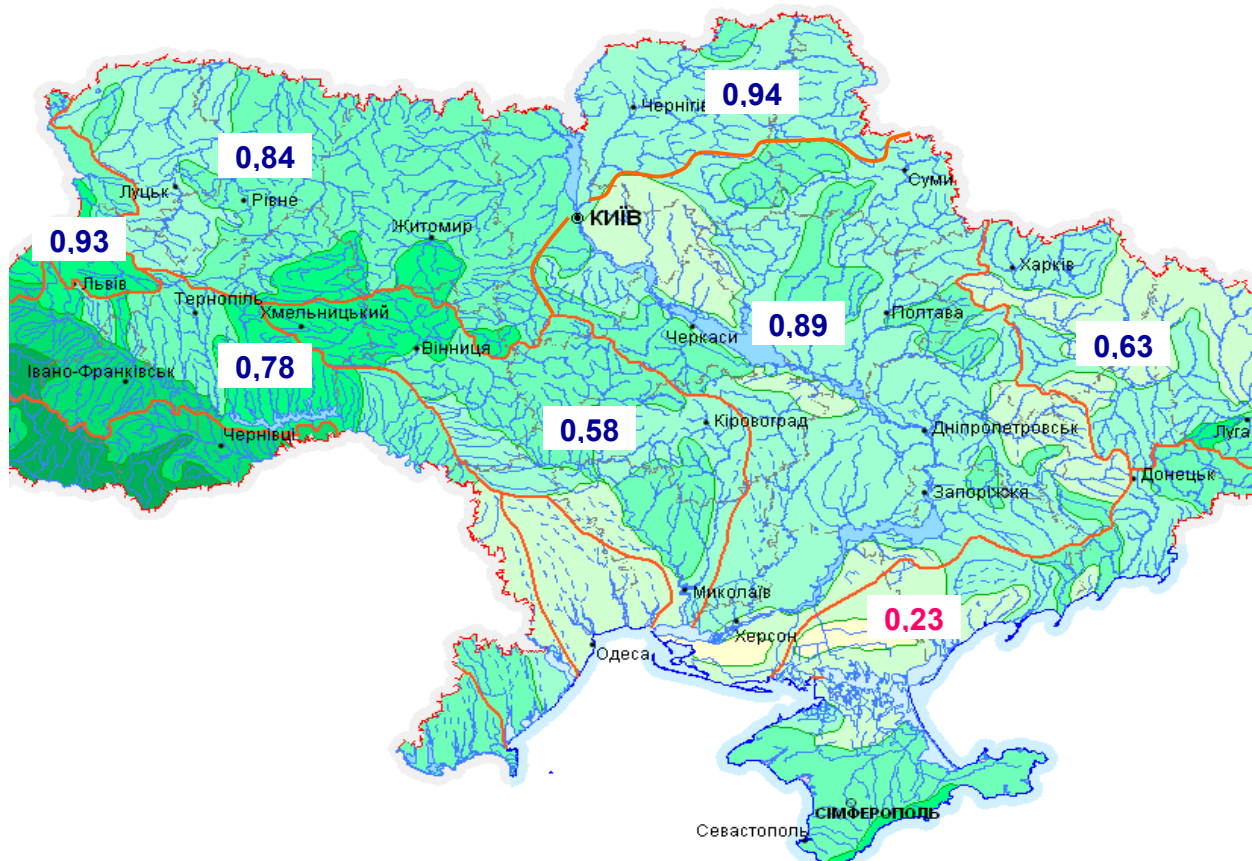 0,94
Чернігів
0,84
Суми
Луцьк
Рівне
КИЇВ
Житомир
0,93
Харків
Львів
Тернопіль
Хмельницький
Полтава
0,89
Черкаси
0,63
Вінниця
Івано-Франківськ
0,78
Кіровоград
Дніпропетровськ
Луга
0,58
Чернівці
Донецьк
Запоріжжя
Миколаїв
0,23
Херсон
Одеса
СІМФЕРОПОЛЬ
Севастополь